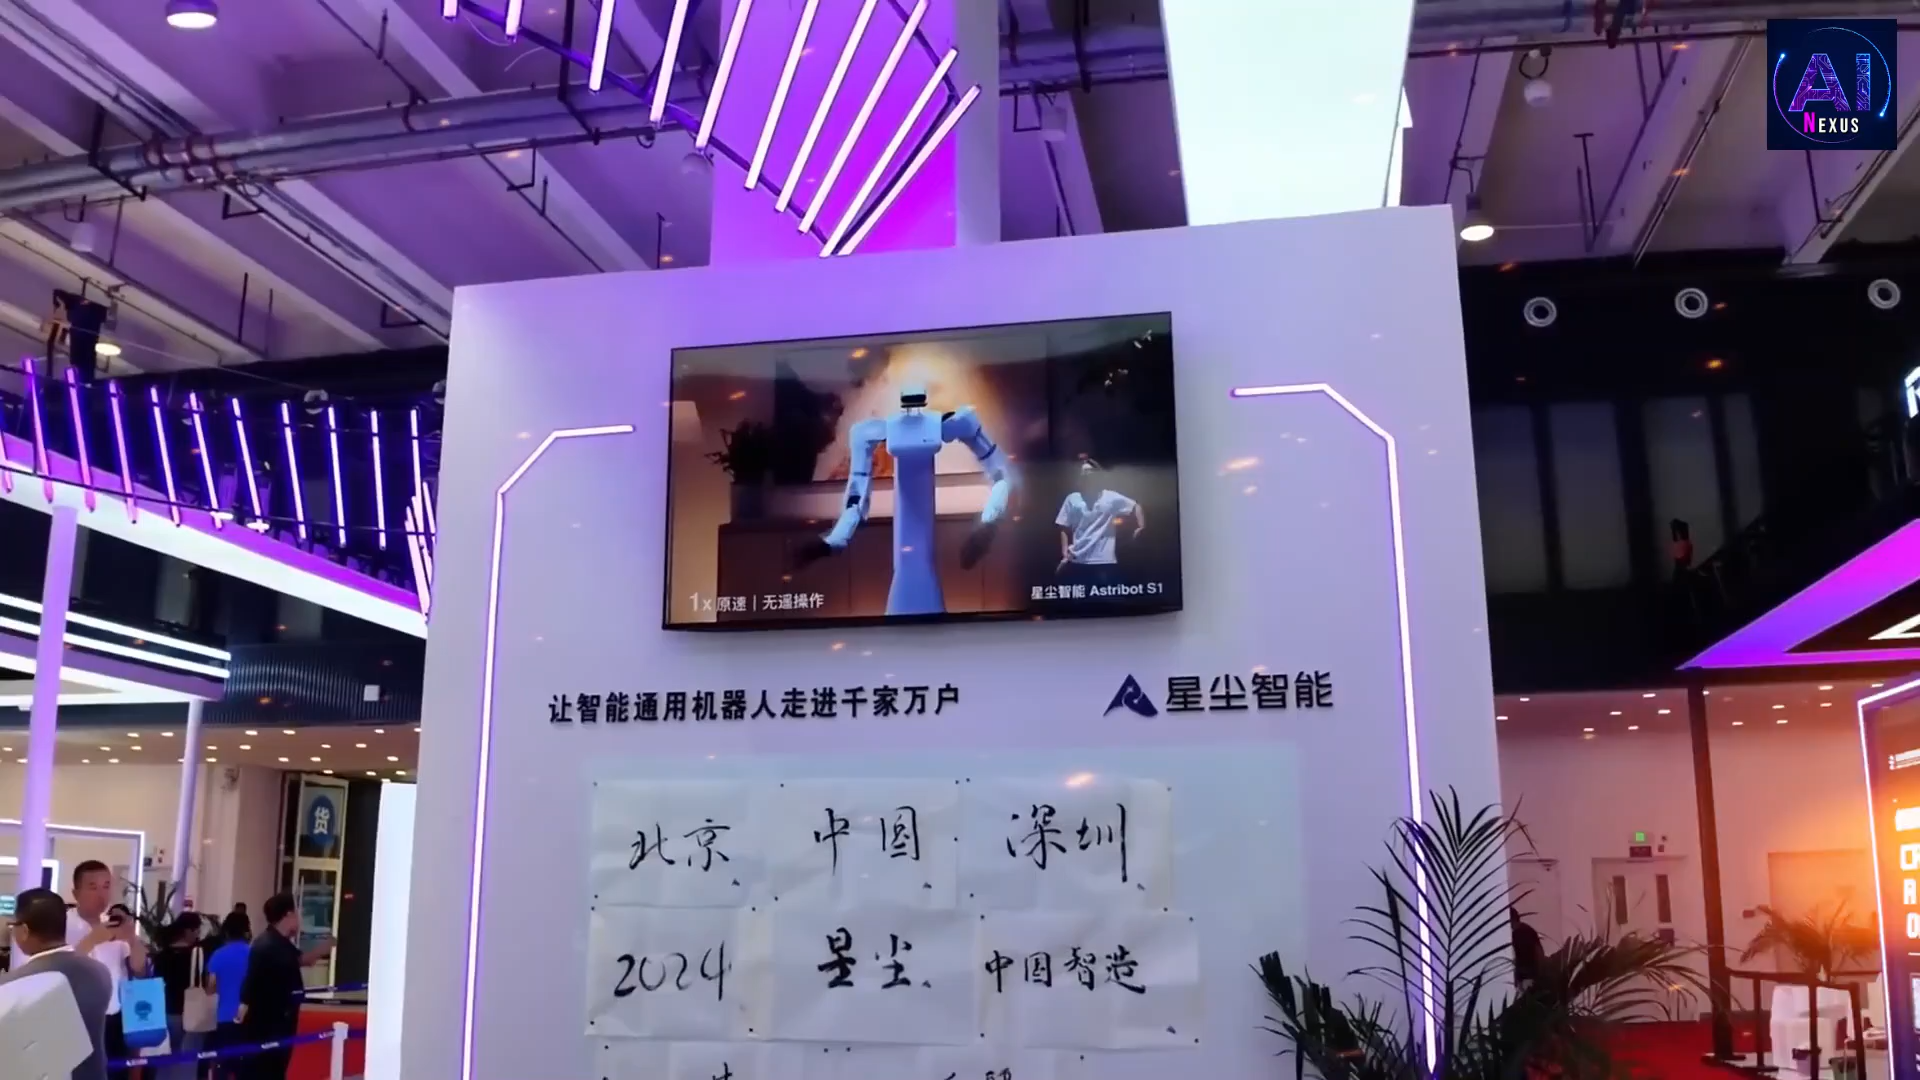 AI
NEXUS
1x 原速 | 无遥操作
星尘智能 Astribot S1
让智能通用机器人走进千家万户
星尘智能
北京
中国
深圳
2024
星尘
中国智造
货